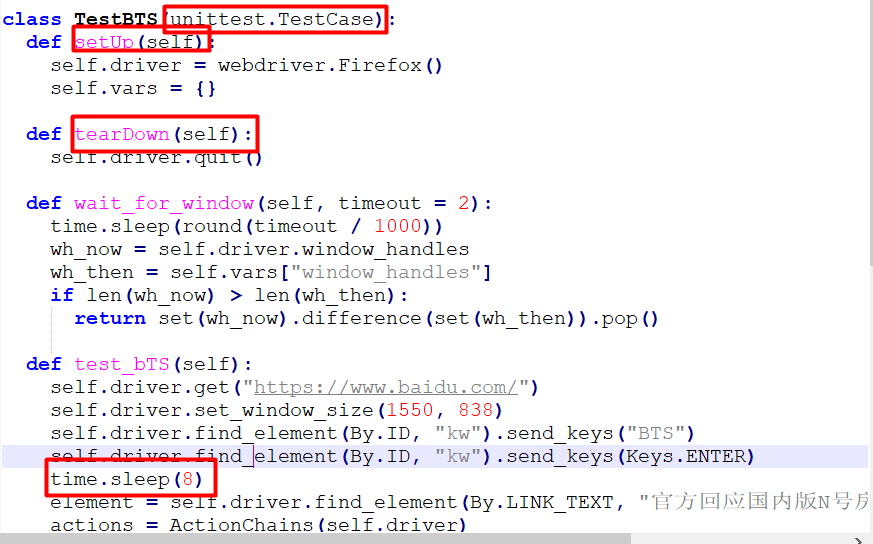 class TestBTS(unittest.TestCase):
def setUp(self):
self.driver = webdriver.Firefox()
self.vars = {}
def tearDown(self):
self.driver.quit()
def wait_for_window(self, timeout = 2):
time.sleep(round(timeout / 1000))
wh_now = self.driver.window_handles
wh_then = self.vars["window_handles"]
if len(wh_now) > len(wh_then):
return set(wh_now).difference(set(wh_then)).pop()
def test_bTS(self):
self.driver.get("https://www.baidu.com/")
self.driver.set_window_size(1550, 838)
self.driver.find_element(By.ID, "kw").send_keys("BTS")
self.driver.find_element(By.ID, "kw").send_keys(Keys.ENTER)
time.sleep(8)
element = self.driver.find_element(By.LINK_TEXT, "官方回应国内版N号房
actions = ActionChains(self.driver)